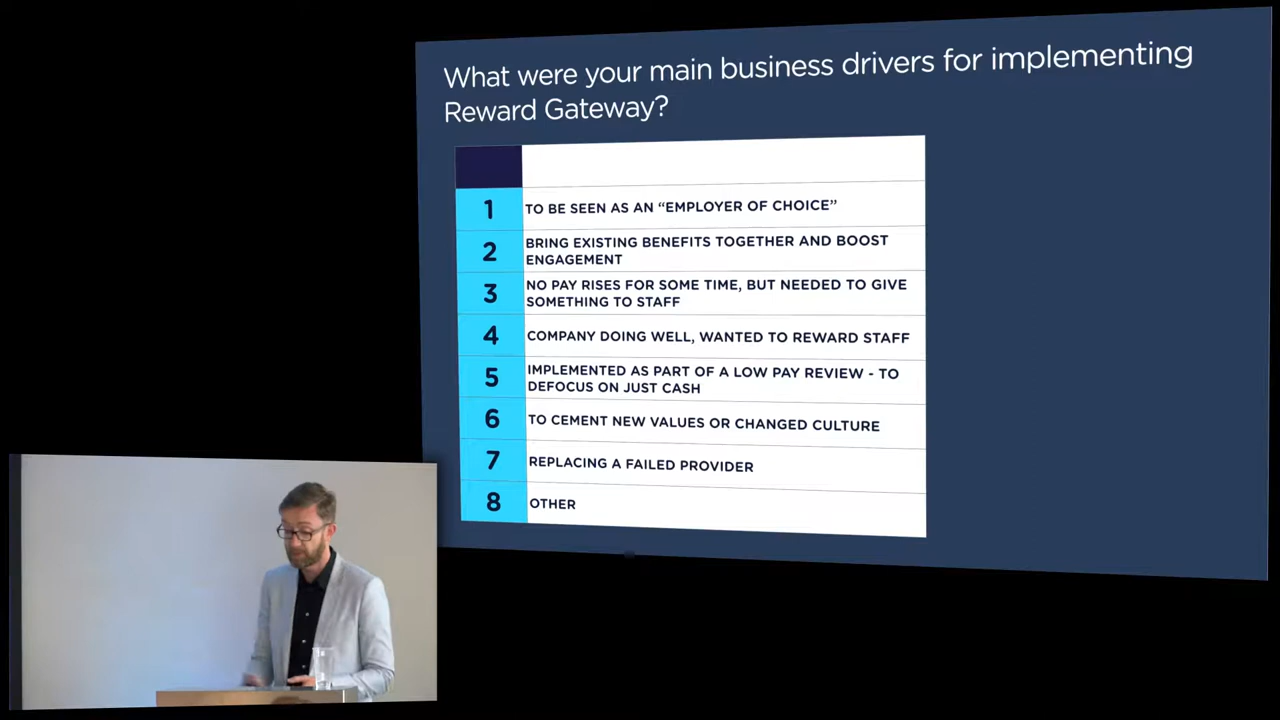 What were your main business drivers for implementing
Reward Gateway?
1 TO BE SEEN AS AN “EMPLOYER OF CHOICE”
2 BRING EXISTING BENEFITS TOGETHER AND BOOST
ENGAGEMENT
3 NO PAY RISES FOR SOME TIME, BUT NEEDED TO GIVE
SOMETHING TO STAFF
4 COMPANY DOING WELL, WANTED TO REWARD STAFF
5 IMPLEMENTED AS PART OF A LOW PAY REVIEW - TO
DEFOCUS ON JUST CASH
6 TO CEMENT NEW VALUES OR CHANGED CULTURE
7 REPLACING A FAILED PROVIDER
8 OTHER